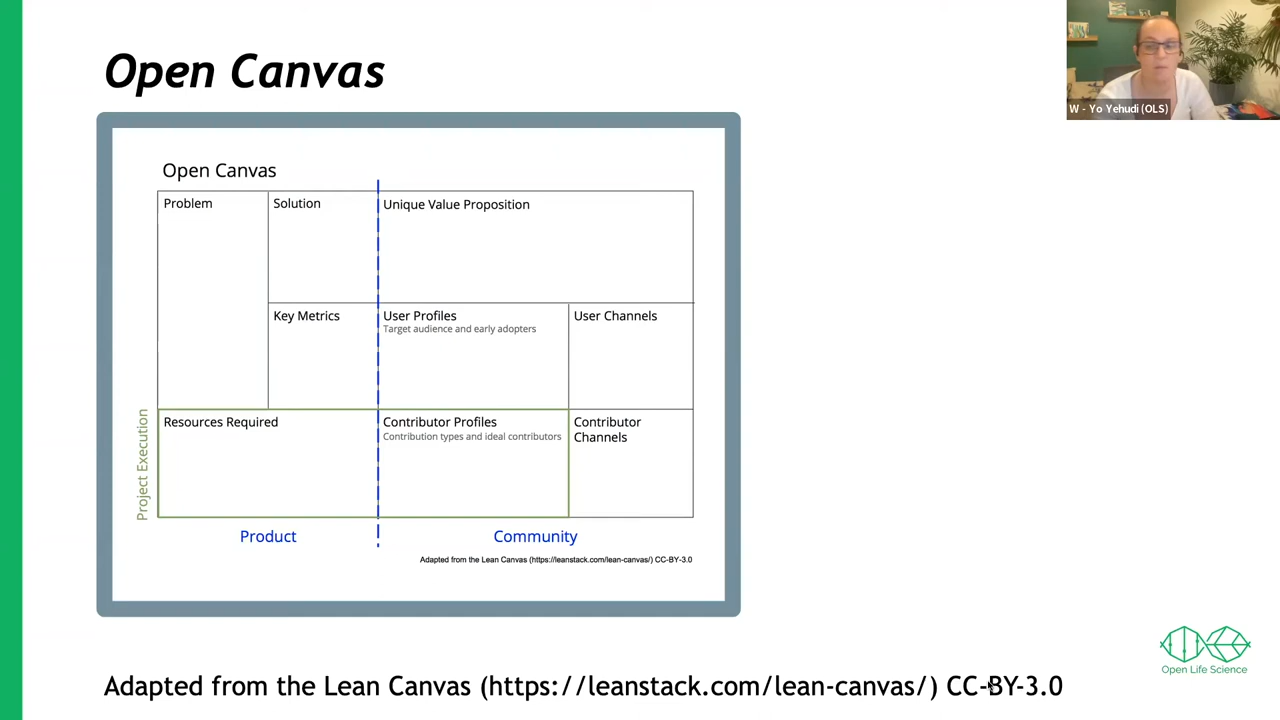 Open Canvas
W - Yo Yehudi (OLS)
Open Canvas
Problem
Solution
Unique Value Proposition
Key Metrics
User Profiles
Target audience and early adopters
User Channels
Project Execution
Resources Required
Contributor Profiles
Contribution types and ideal contributors
Contributor
Channels
Product
Community
Adapted from the Lean Canvas (https://leanstack.com/lean-canvas/) CC-BY-3.0
Open Life Science
Adapted from the Lean Canvas (https://leanstack.com/lean-canvas/) CC-BY-3.0